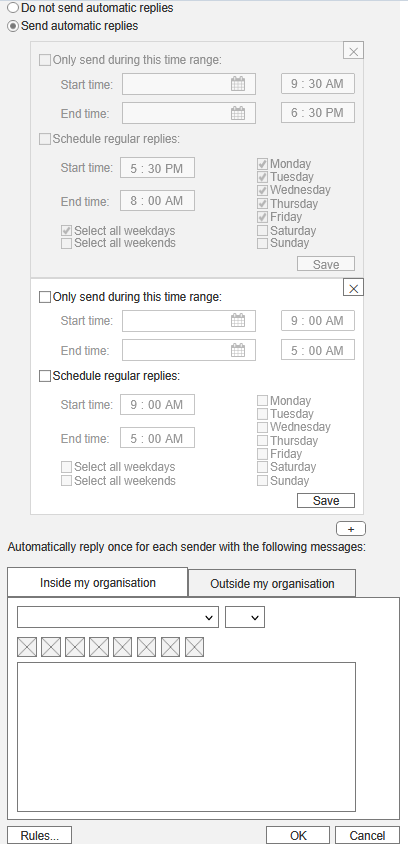 Do not send automatic replies
Send automatic replies
Only send during this time range:
Start time: 9 : 30 AM
End time: 6 : 30 PM
Schedule regular replies:
Start time: 5 : 30 PM
End time: 8 : 00 AM
Monday
Tuesday
Wednesday
Thursday
Friday
Saturday
Sunday
Select all weekdays
Select all weekends
Save
Only send during this time range:
Start time: 9 : 00 AM
End time: 5 : 00 AM
Schedule regular replies:
Start time: 9 : 00 AM
End time: 5 : 00 AM
Monday
Tuesday
Wednesday
Thursday
Friday
Saturday
Sunday
Select all weekdays
Select all weekends
Save
+
Automatically reply once for each sender with the following messages:
Inside my organisation Outside my organisation
Rules... OK Cancel